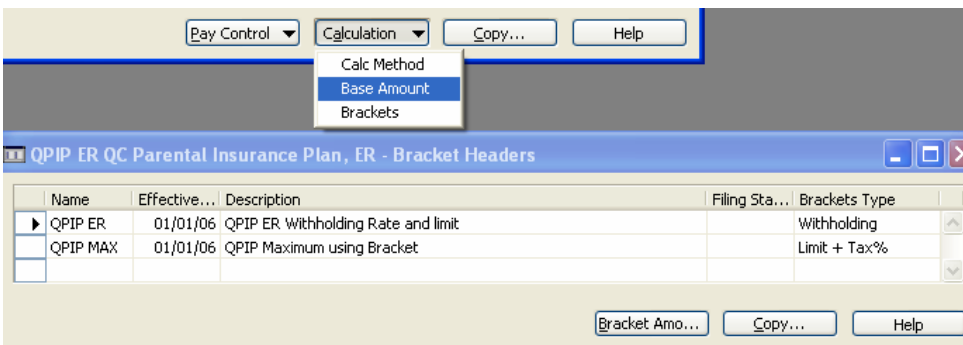 Pay Control Calculation Copy... Help
Calc Method
Base Amount
Brackets
QPIP ER QC Parental Insurance Plan, ER - Bracket Headers
Name Effective... Description Filing Sta... Brackets Type
QPIP ER 01/01/06 QPIP ER Withholding Rate and limit Withholding
QPIP MAX 01/01/06 QPIP Maximum using Bracket Limit + Tax%
Bracket Amo... Copy... Help